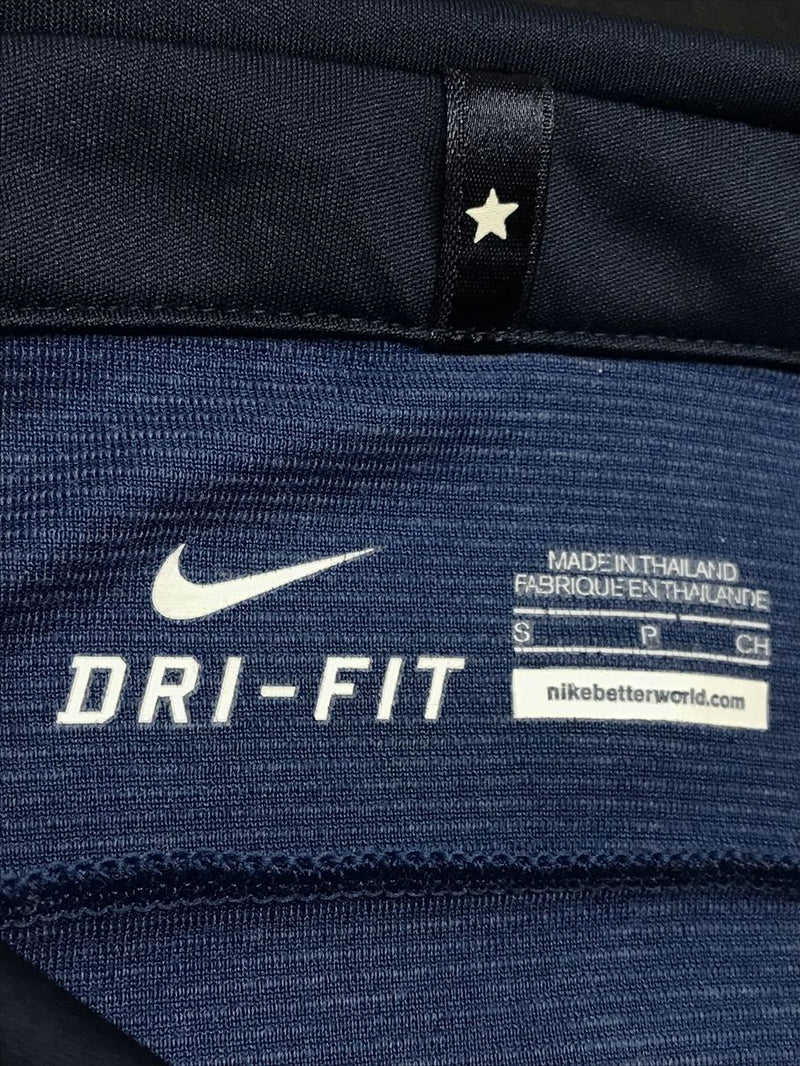 DRI-FIT
MADE IN THAILAND
FABRIQUE EN THAILANDE
S P CH
nikebetterworld.com